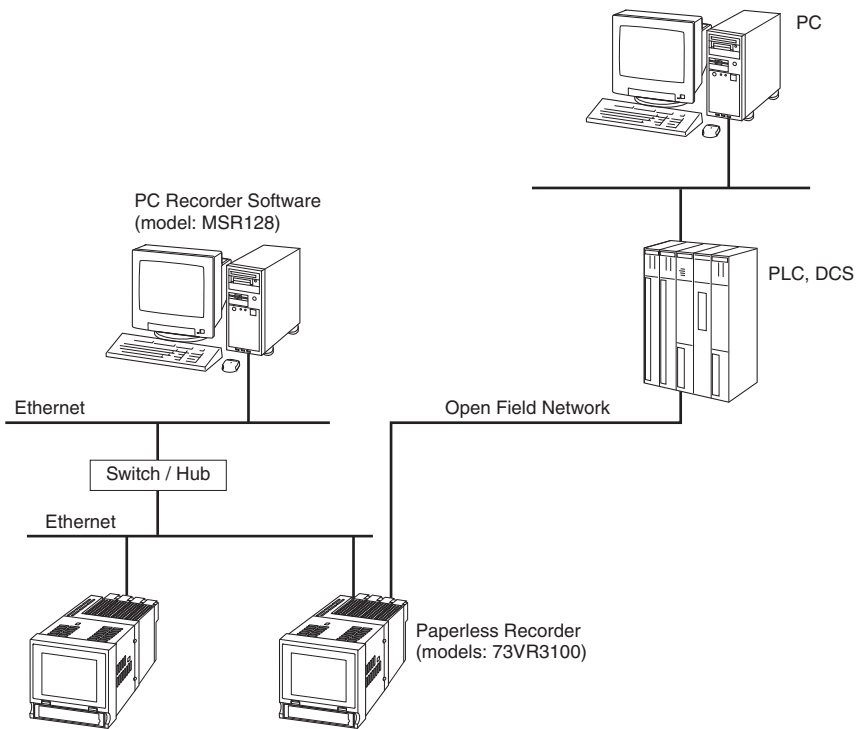 PC
PC Recorder Software
(model: MSR128)
PLC, DCS
Ethernet
Open Field Network
Switch / Hub
Ethernet
Paperless Recorder
(models: 73VR3100)